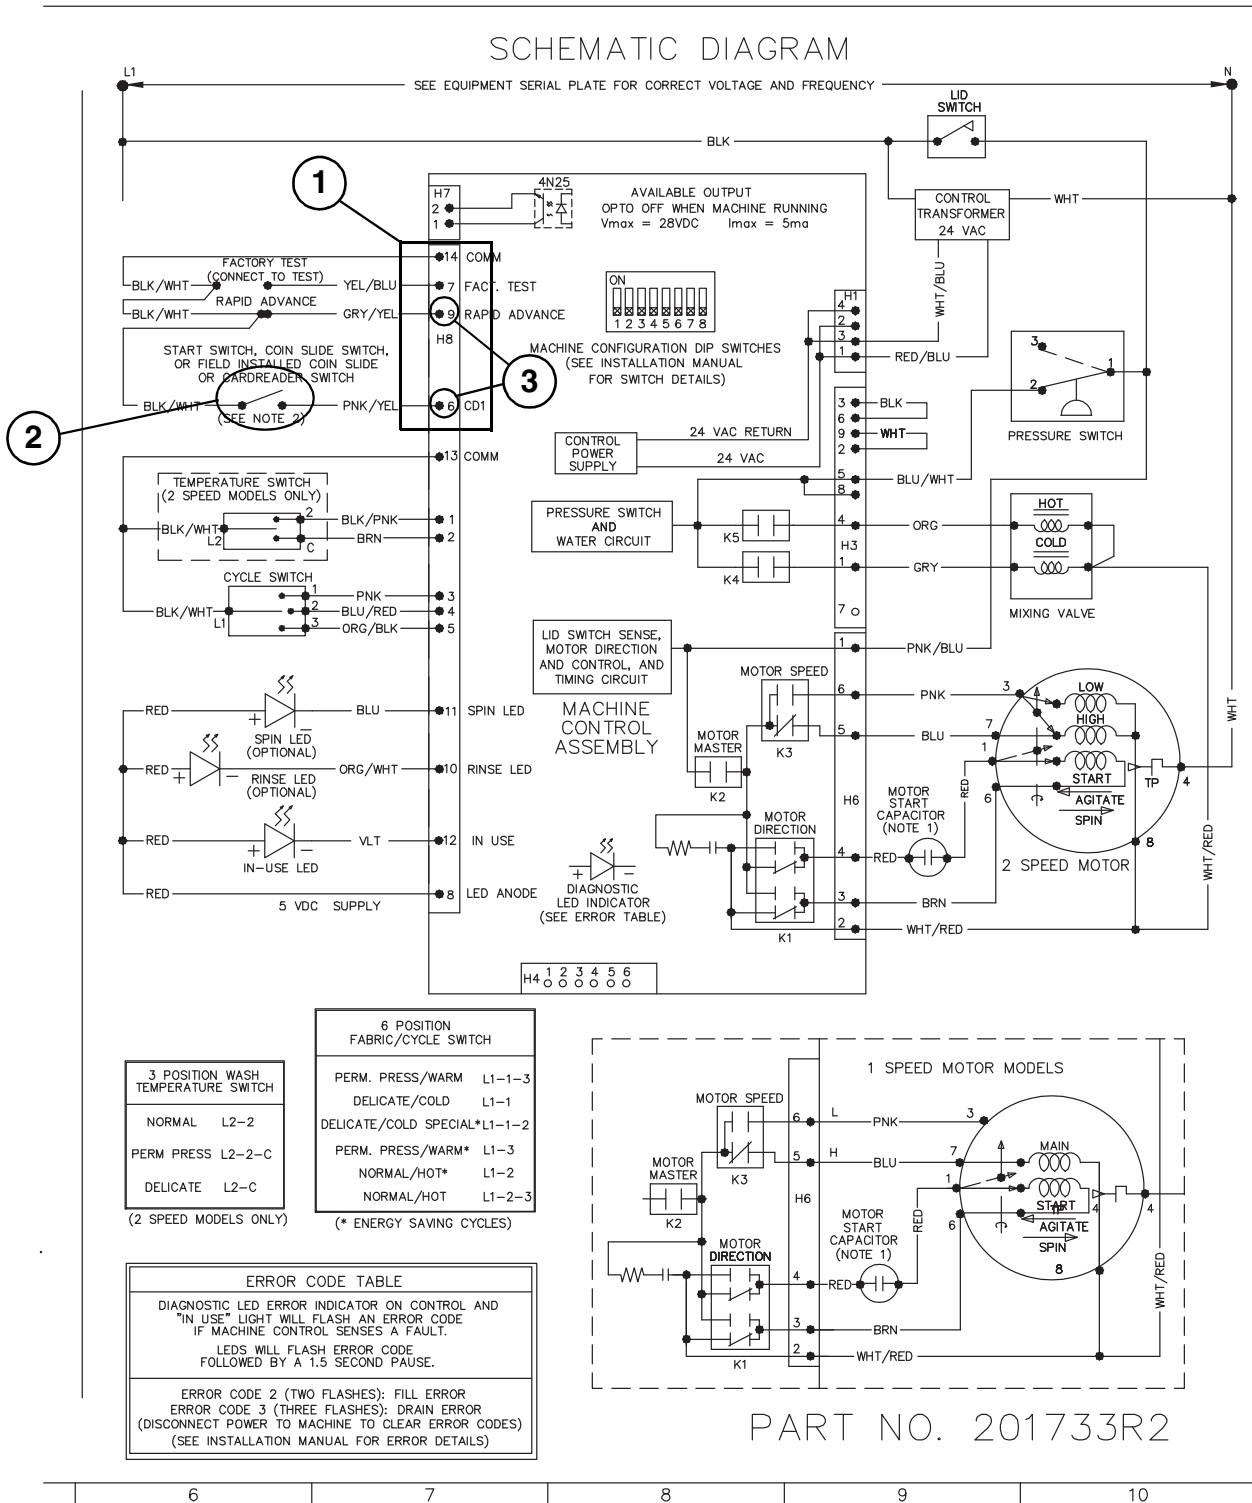 SCHEMATIC DIAGRAM
L1
N
SEE EQUIPMENT SERIAL PLATE FOR CORRECT VOLTAGE AND FREQUENCY
LID
SWITCH
BLK
1
H7
2
1
4N25
AVAILABLE OUTPUT
OPTO OFF WHEN MACHINE RUNNING
Vmax = 28VDC Imax = 5ma
CONTROL
TRANSFORMER
24 VAC
WHT
WHT/BLU
14 COMM
FACTORY TEST
(CONNECT TO TEST)
BLK/WHT
YEL/BLU
7 FACT. TEST
RAPID ADVANCE
BLK/WHT
GRY/YEL
9 RAPID ADVANCE
H8
ON
1 2 3 4 5 6 7 8
MACHINE CONFIGURATION DIP SWITCHES
(SEE INSTALLATION MANUAL
FOR SWITCH DETAILS)
H1
4
2
3
1
RED/BLU
3
1
2
PRESSURE SWITCH
START SWITCH, COIN SLIDE SWITCH,
OR FIELD INSTALLED COIN SLIDE
OR CARDREADER SWITCH
BLK/WHT
PNK/YEL
6 CD1
(SEE NOTE 2)
2
3
3 BLK
6
9 WHT
2
5 BLU/WHT
8
CONTROL
POWER
SUPPLY
24 VAC RETURN
24 VAC
13 COMM
TEMPERATURE SWITCH
(2 SPEED MODELS ONLY)
BLK/WHT
L2
2
C
BLK/PNK
1
BRN
2
PRESSURE SWITCH
AND
WATER CIRCUIT
K5
K4
4 ORG
H3
1 GRY
7
HOT
COLD
MIXING VALVE
CYCLE SWITCH
BLK/WHT
L1
1 PNK 3
2 BLU/RED 4
3 ORG/BLK 5
LID SWITCH SENSE,
MOTOR DIRECTION
AND CONTROL, AND
TIMING CIRCUIT
1 PNK/BLU
MACHINE
CONTROL
ASSEMBLY
MOTOR SPEED
K3
MOTOR
MASTER
K2
6 PNK
5 BLU
H6
3
7
1
6
LOW
HIGH
START
TP
4
AGITATE
SPIN
8
WHT
RED
BLU
11 SPIN LED
+
−
SPIN LED
(OPTIONAL)
RED
+
−
ORG/WHT
10 RINSE LED
RINSE LED
(OPTIONAL)
RED
+
−
VLT
12 IN USE
IN-USE LED
RED
8 LED ANODE
5 VDC SUPPLY
+
−
DIAGNOSTIC
LED INDICATOR
(SEE ERROR TABLE)
MOTOR
DIRECTION
K1
MOTOR
START
CAPACITOR
(NOTE 1)
4 RED
RED
3 BRN
2 WHT/RED
2 SPEED MOTOR
WHT/RED
H4 1 2 3 4 5 6
3 POSITION WASH
TEMPERATURE SWITCH
NORMAL L2-2
PERM PRESS L2-2-C
DELICATE L2-C
(2 SPEED MODELS ONLY)
6 POSITION
FABRIC/CYCLE SWITCH
PERM. PRESS/WARM L1-1-3
DELICATE/COLD L1-1
DELICATE/COLD SPECIAL* L1-1-2
PERM. PRESS/WARM* L1-3
NORMAL/HOT* L1-2
NORMAL/HOT L1-2-3
(* ENERGY SAVING CYCLES)
1 SPEED MOTOR MODELS
MOTOR SPEED
K3
MOTOR
MASTER
K2
6 L PNK
5 H BLU
H6
3
7
1
6
MAIN
START
TP
4
4
AGITATE
SPIN
8
MOTOR
DIRECTION
K1
MOTOR
START
CAPACITOR
(NOTE 1)
4 RED
RED
3 BRN
2 WHT/RED
WHT/RED
ERROR CODE TABLE
DIAGNOSTIC LED ERROR INDICATOR ON CONTROL AND
"IN USE" LIGHT WILL FLASH AN ERROR CODE
IF MACHINE CONTROL SENSES A FAULT.
LEDS WILL FLASH ERROR CODE
FOLLOWED BY A 1.5 SECOND PAUSE.
ERROR CODE 2 (TWO FLASHES): FILL ERROR
ERROR CODE 3 (THREE FLASHES): DRAIN ERROR
(DISCONNECT POWER TO MACHINE TO CLEAR ERROR CODES)
(SEE INSTALLATION MANUAL FOR ERROR DETAILS)
PART NO. 201733R2
6 7 8 9 10